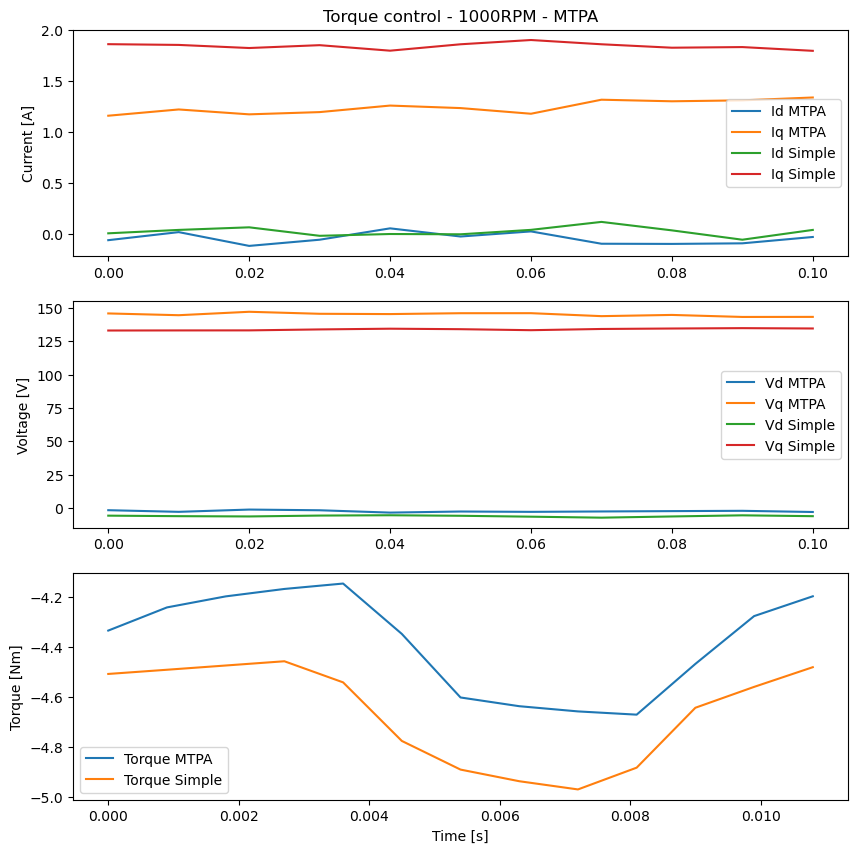 Torque control - 1000RPM - MTPA
2.0
1.5
1.0
0.5
0.0
Current [A]
Id MTPA
Iq MTPA
Id Simple
Iq Simple
0.00 0.02 0.04 0.06 0.08 0.10
150
125
100
75
50
25
0
Voltage [V]
Vd MTPA
Vq MTPA
Vd Simple
Vq Simple
0.00 0.02 0.04 0.06 0.08 0.10
−4.2
−4.4
−4.6
−4.8
−5.0
Torque [Nm]
Torque MTPA
Torque Simple
0.000 0.002 0.004 0.006 0.008 0.010
Time [s]